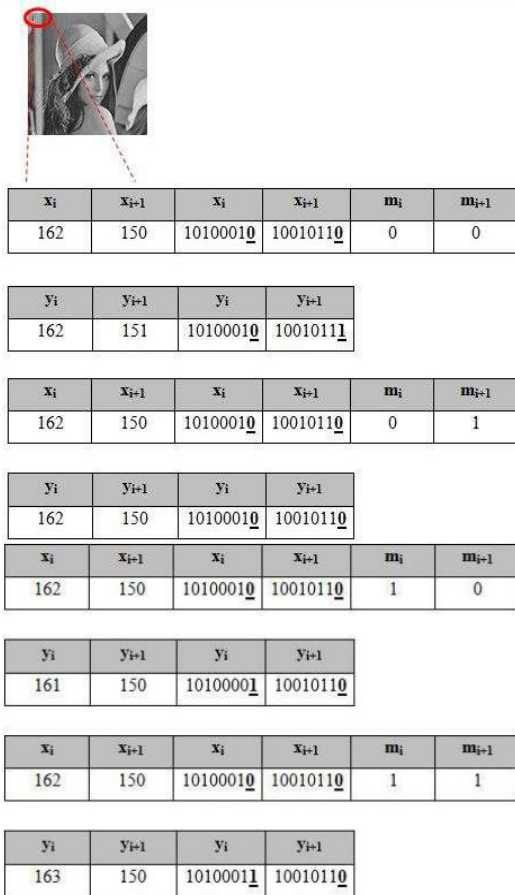 xᵢ xᵢ₊₁ xᵢ xᵢ₊₁ mᵢ mᵢ₊₁
162 150 10100010 10010110 0 0
yᵢ yᵢ₊₁ yᵢ yᵢ₊₁
162 151 10100010 10010111
xᵢ xᵢ₊₁ xᵢ xᵢ₊₁ mᵢ mᵢ₊₁
162 150 10100010 10010110 0 1
yᵢ yᵢ₊₁ yᵢ yᵢ₊₁
162 150 10100010 10010110
xᵢ xᵢ₊₁ xᵢ xᵢ₊₁ mᵢ mᵢ₊₁
162 150 10100010 10010110 1 0
yᵢ yᵢ₊₁ yᵢ yᵢ₊₁
161 150 10100001 10010110
xᵢ xᵢ₊₁ xᵢ xᵢ₊₁ mᵢ mᵢ₊₁
162 150 10100010 10010110 1 1
yᵢ yᵢ₊₁ yᵢ yᵢ₊₁
163 150 10100011 10010110